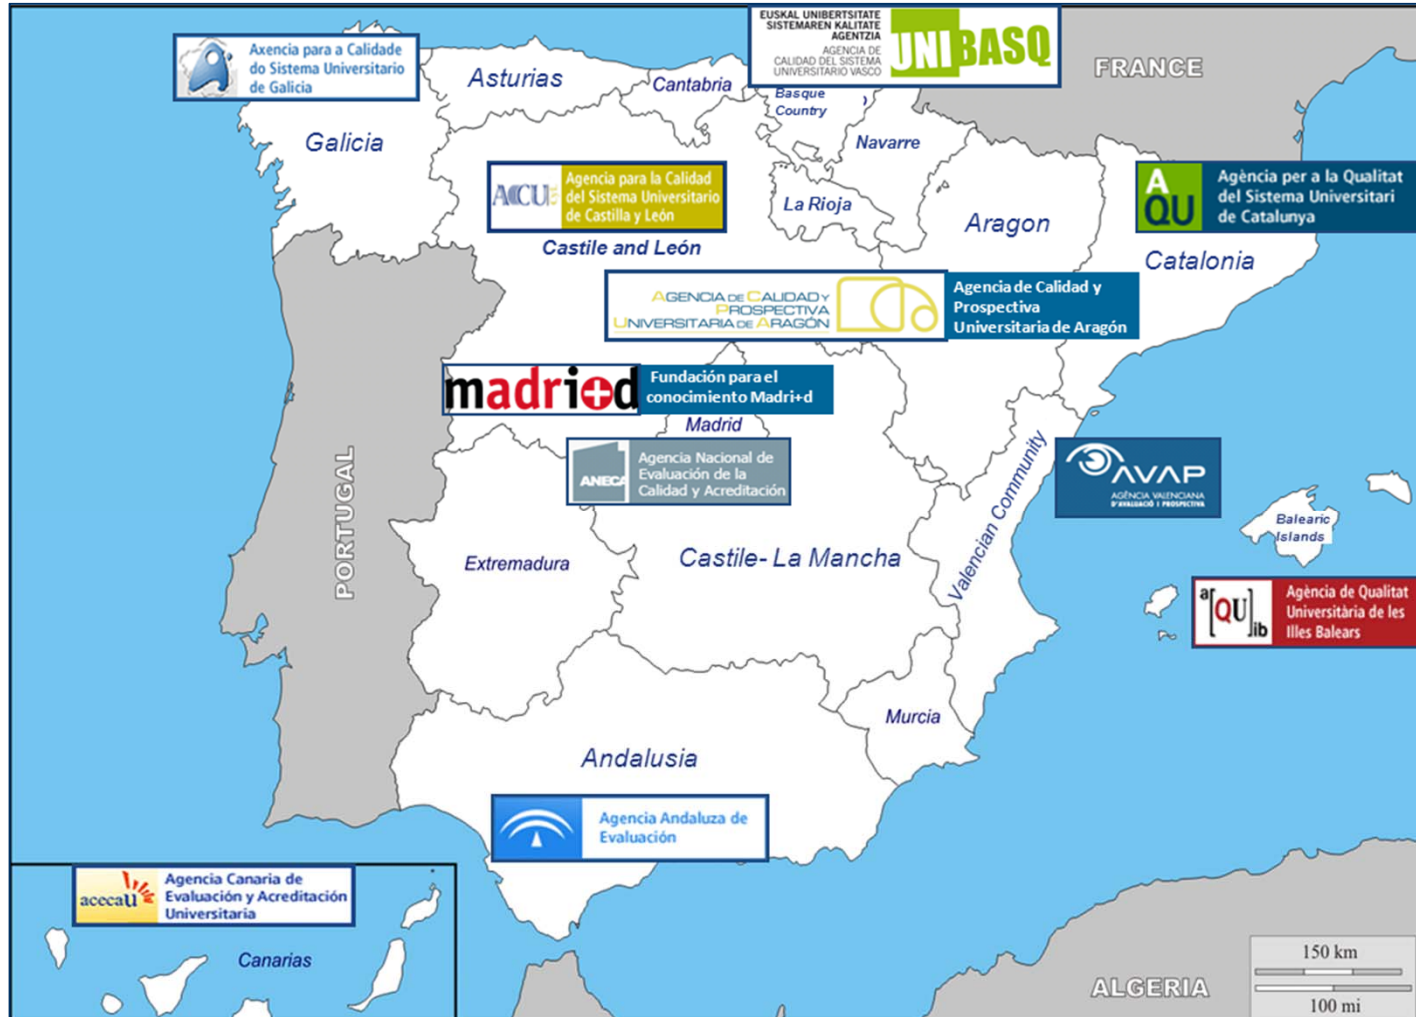 Axencia para a Calidade
do Sistema Universitario
de Galicia
EUSKAL UNIBERTSITATE
SISTEMAREN KALITATE
AGENTZIA
AGENCIA DE
CALIDAD DEL SISTEMA
UNIVERSITARIO VASCO
UNIBASQ
FRANCE
Asturias
Cantabria
Basque
Country
Galicia
Navarre
ACCU
Agencia para la Calidad
del Sistema Universitario
de Castilla y León
La Rioja
Aragon
AQU
Agència per a la Qualitat
del Sistema Universitari
de Catalunya
Castile and León
Catalonia
AGENCIA DE CALIDAD Y
PROSPECTIVA
UNIVERSITARIA DE ARAGÓN
Agencia de Calidad y
Prospectiva
Universitaria de Aragón
madri+d
Fundación para el
conocimiento Madri+d
Madrid
ANECA
Agencia Nacional de
Evaluación de la
Calidad y Acreditación
PORTUGAL
Valencian Community
AVAP
AGÈNCIA VALENCIANA
D'AVALUACIÓ I PROSPECTIVA
Balearic
Islands
Extremadura
Castile- La Mancha
a[QU]ib
Agència de Qualitat
Universitària de les
Illes Balears
Murcia
Andalusia
Agencia Andaluza de
Evaluación
acecau
Agencia Canaria de
Evaluación y Acreditación
Universitaria
Canarias
ALGERIA
150 km
100 mi